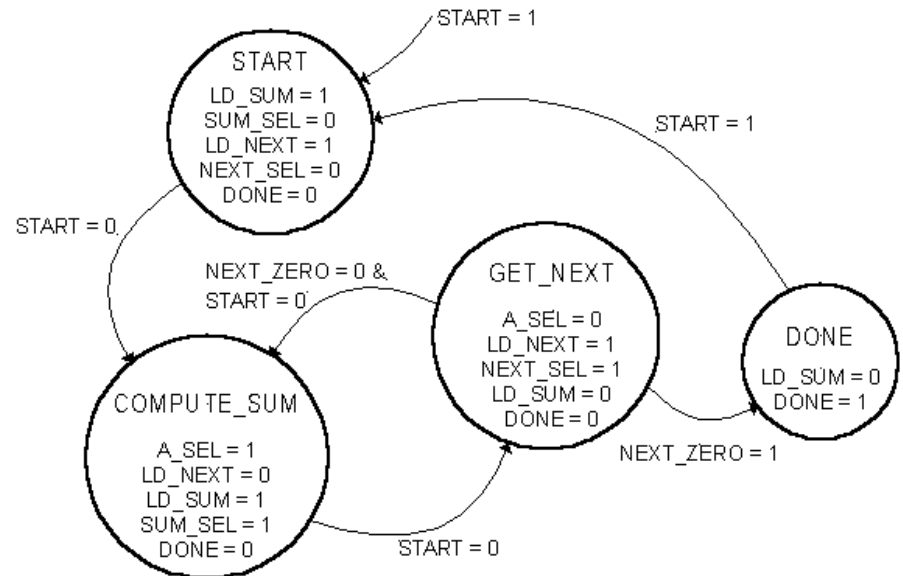 START = 1
START
LD_SUM = 1
SUM_SEL = 0
LD_NEXT = 1
NEXT_SEL = 0
DONE = 0
START = 1
START = 0
NEXT_ZERO = 0 &
START = 0
GET_NEXT
A_SEL = 0
LD_NEXT = 1
NEXT_SEL = 1
LD_SUM = 0
DONE = 0
DONE
LD_SUM = 0
DONE = 1
COMPUTE_SUM
A_SEL = 1
LD_NEXT = 0
LD_SUM = 1
SUM_SEL = 1
DONE = 0
NEXT_ZERO = 1
START = 0